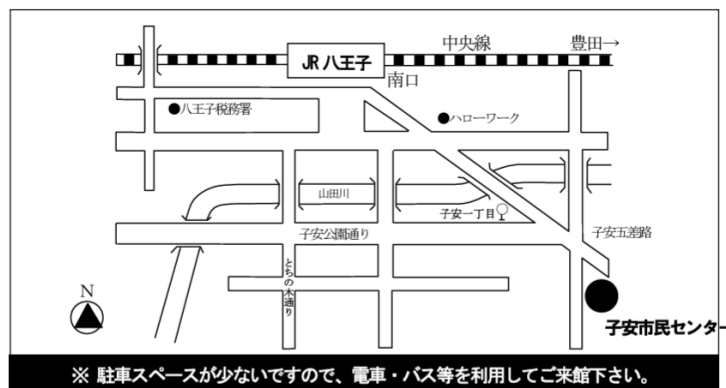 中央線
豊田→
JR 八王子
南口
●八王子税務署
●ハローワーク
山田川
子安一丁目
子安公園通り
子安五差路
とちの木通り
N
子安市民センター
※ 駐車スペースが少ないですので、電車・バス等を利用してご来館下さい。